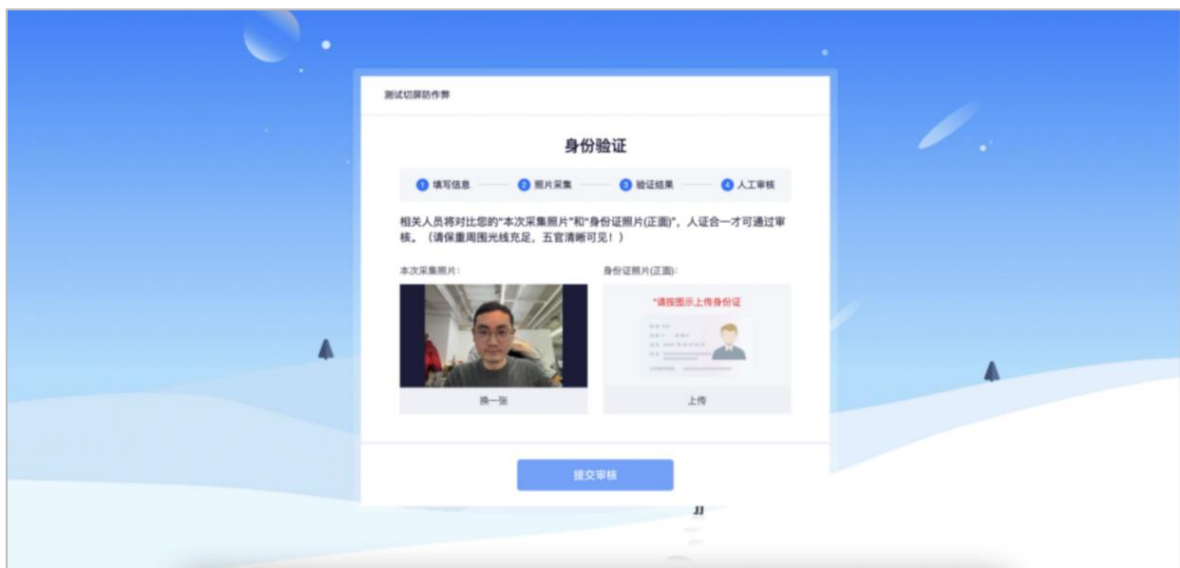 测试切屏防作弊
身份验证
1 填写信息 2 照片采集 3 验证结果 4 人工审核
相关人员将对比您的“本次采集照片”和“身份证照片(正面)”，人证合一才可通过审
核。（请保重周围光线充足，五官清晰可见！）
本次采集照片： 身份证照片(正面)：
*请按图示上传身份证
换一张 上传
提交审核